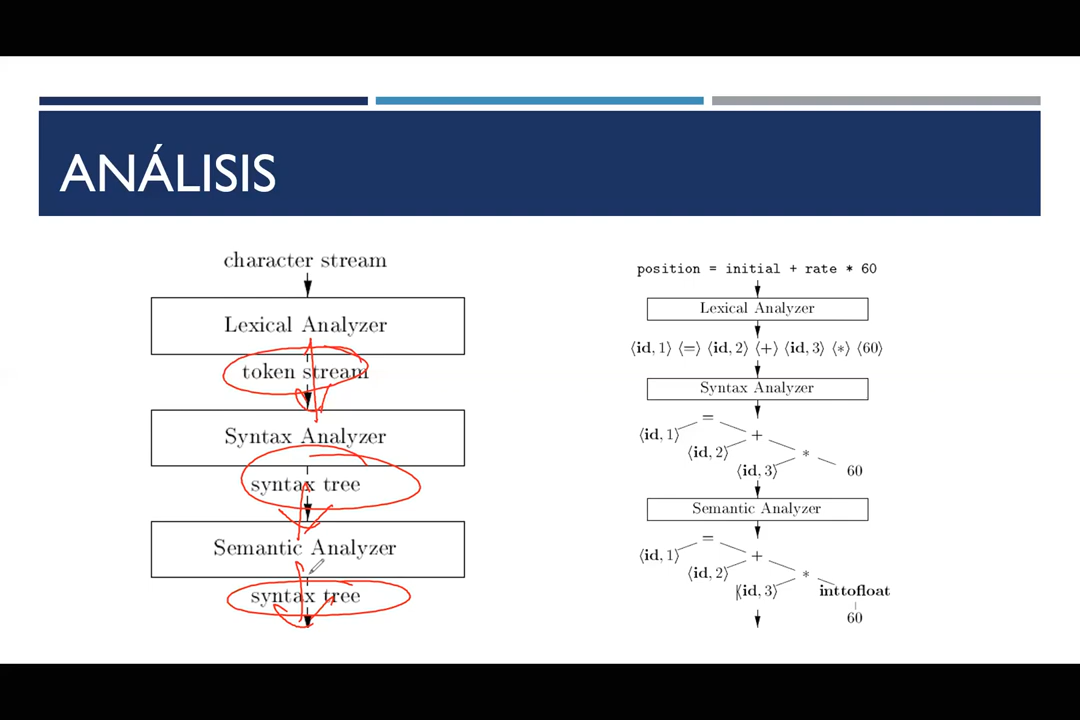 ANÁLISIS
character stream
Lexical Analyzer
token stream
Syntax Analyzer
syntax tree
Semantic Analyzer
syntax tree
position = initial + rate * 60
Lexical Analyzer
⟨id, 1⟩ ⟨=⟩ ⟨id, 2⟩ ⟨+⟩ ⟨id, 3⟩ ⟨*⟩ ⟨60⟩
Syntax Analyzer
=
⟨id, 1⟩ +
⟨id, 2⟩ *
⟨id, 3⟩ 60
Semantic Analyzer
=
⟨id, 1⟩ +
⟨id, 2⟩ *
⟨id, 3⟩ inttofloat
60